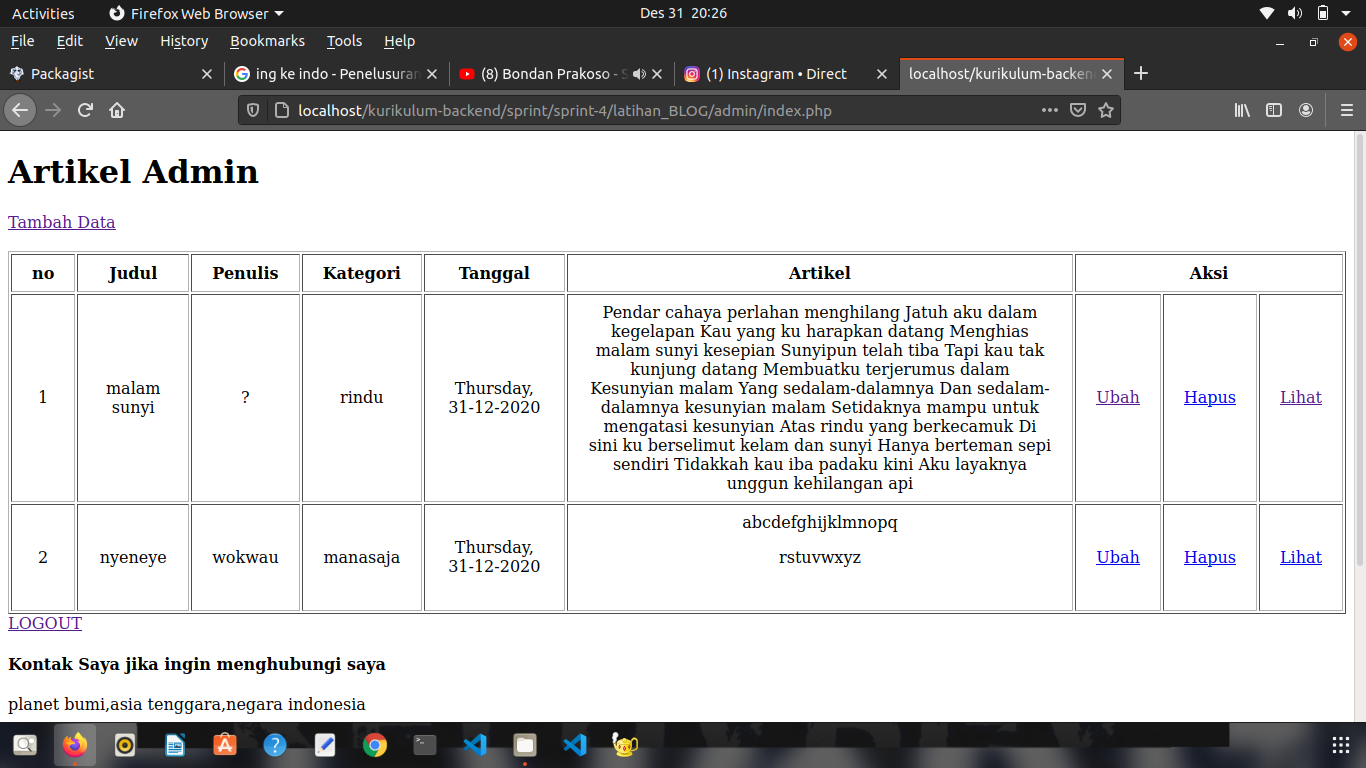 Activities Firefox Web Browser Des 31 20:26
File Edit View History Bookmarks Tools Help
Packagist ing ke indo - Penelusuran (8) Bondan Prakoso - S (1) Instagram • Direct localhost/kurikulum-backen
localhost/kurikulum-backend/sprint/sprint-4/latihan_BLOG/admin/index.php
Artikel Admin
Tambah Data
no Judul Penulis Kategori Tanggal Artikel Aksi
1 malam sunyi ? rindu Thursday, 31-12-2020
Pendar cahaya perlahan menghilang Jatuh aku dalam
kegelapan Kau yang ku harapkan datang Menghias
malam sunyi kesepian Sunyipun telah tiba Tapi kau tak
kunjung datang Membuatku terjerumus dalam
Kesunyian malam Yang sedalam-dalamnya Dan sedalam-
dalamnya kesunyian malam Setidaknya mampu untuk
mengatasi kesunyian Atas rindu yang berkecamuk Di
sini ku berselimut kelam dan sunyi Hanya berteman sepi
sendiri Tidakkah kau iba padaku kini Aku layaknya
unggun kehilangan api
Ubah Hapus Lihat
2 nyeneye wokwau manasaja Thursday, 31-12-2020
abcdefghijklmnopq
rstuvwxyz
Ubah Hapus Lihat
LOGOUT
Kontak Saya jika ingin menghubungi saya
planet bumi,asia tenggara,negara indonesia